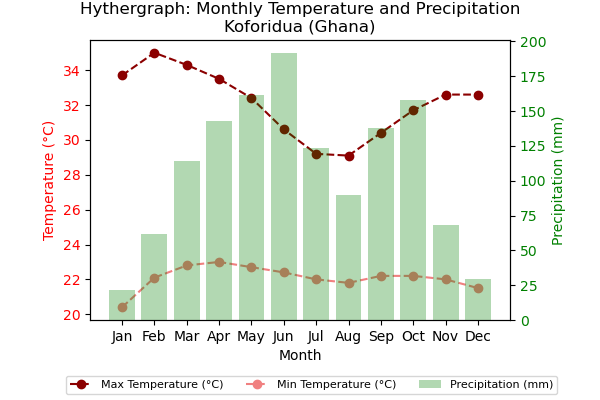 Hythergraph: Monthly Temperature and Precipitation
Koforidua (Ghana)
Temperature (°C)
34
32
30
28
26
24
22
20
200
175
150
125
100
75
50
25
0
Precipitation (mm)
Jan Feb Mar Apr May Jun Jul Aug Sep Oct Nov Dec
Month
Max Temperature (°C) Min Temperature (°C) Precipitation (mm)